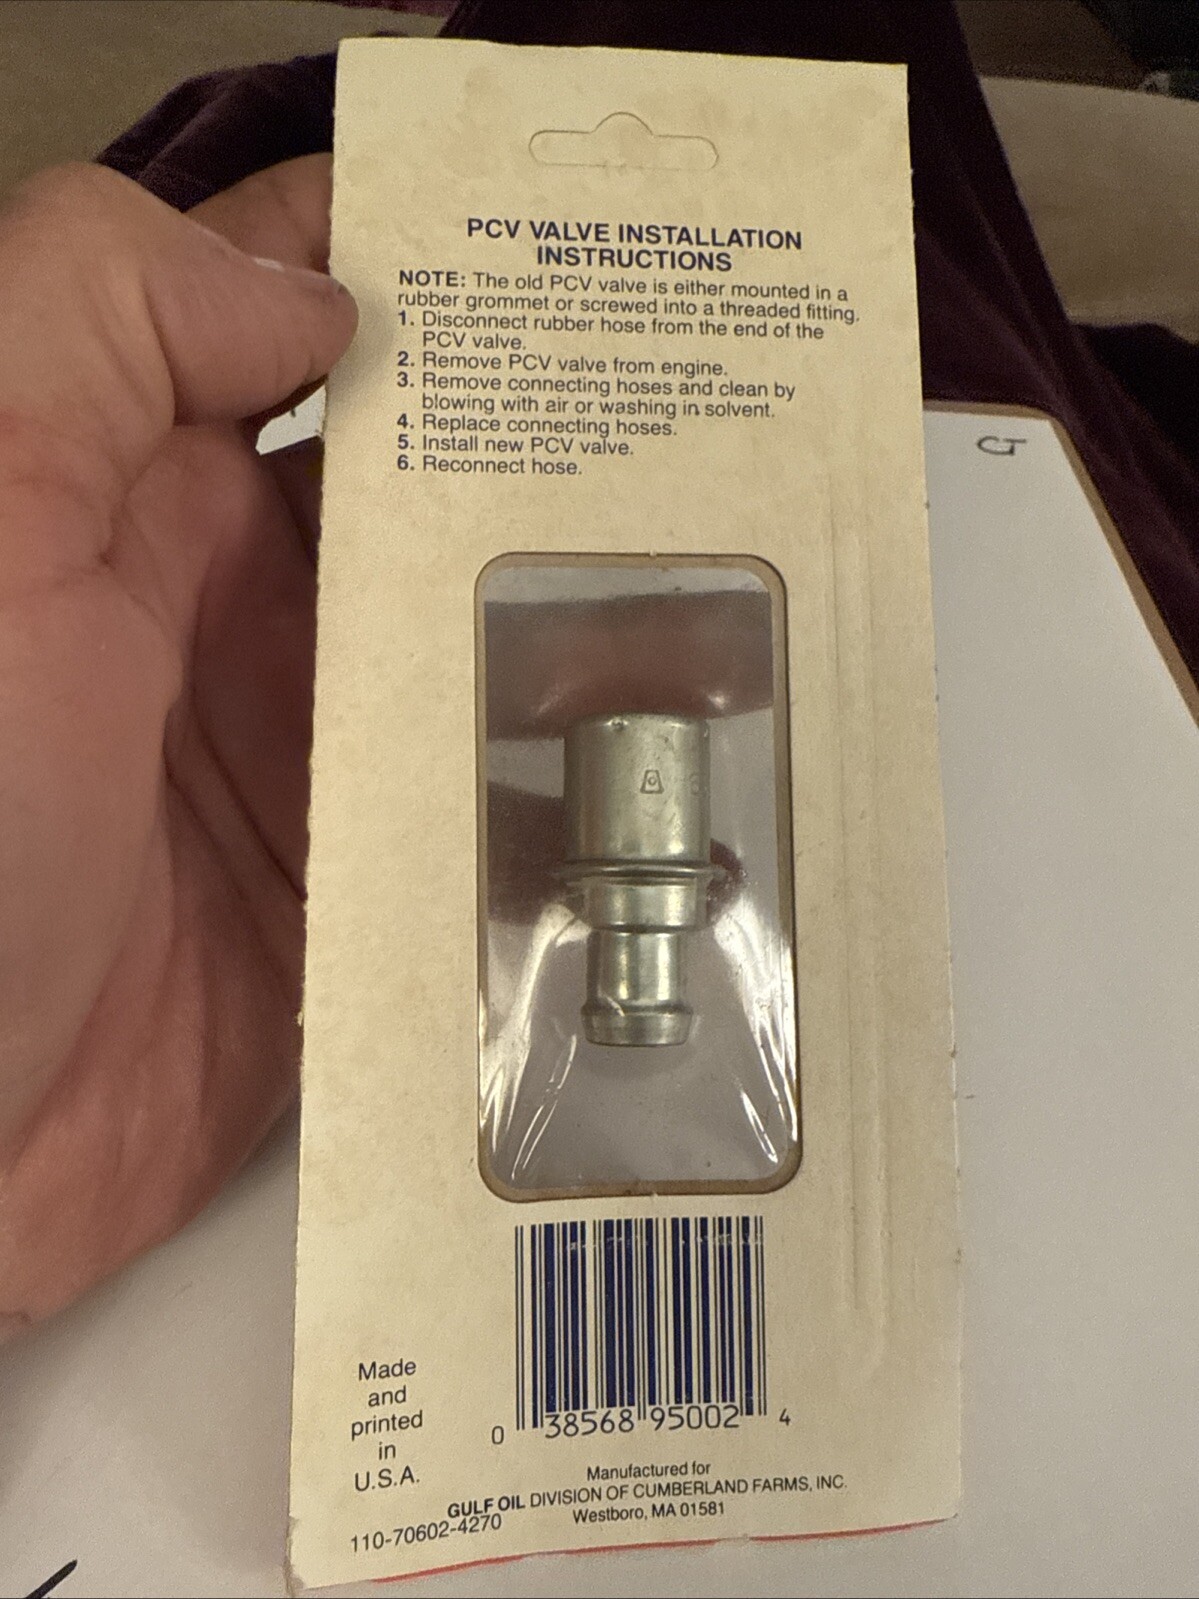 PCV VALVE INSTALLATION
INSTRUCTIONS
NOTE: The old PCV valve is either mounted in a
rubber grommet or screwed into a threaded fitting.
1. Disconnect rubber hose from the end of the
PCV valve.
2. Remove PCV valve from engine.
3. Remove connecting hoses and clean by
blowing with air or washing in solvent.
4. Replace connecting hoses.
5. Install new PCV valve.
6. Reconnect hose.
CT
Made
and
printed
in
U.S.A.
0 38568 95002 4
Manufactured for
GULF OIL DIVISION OF CUMBERLAND FARMS, INC.
Westboro, MA 01581
110-70602-4270